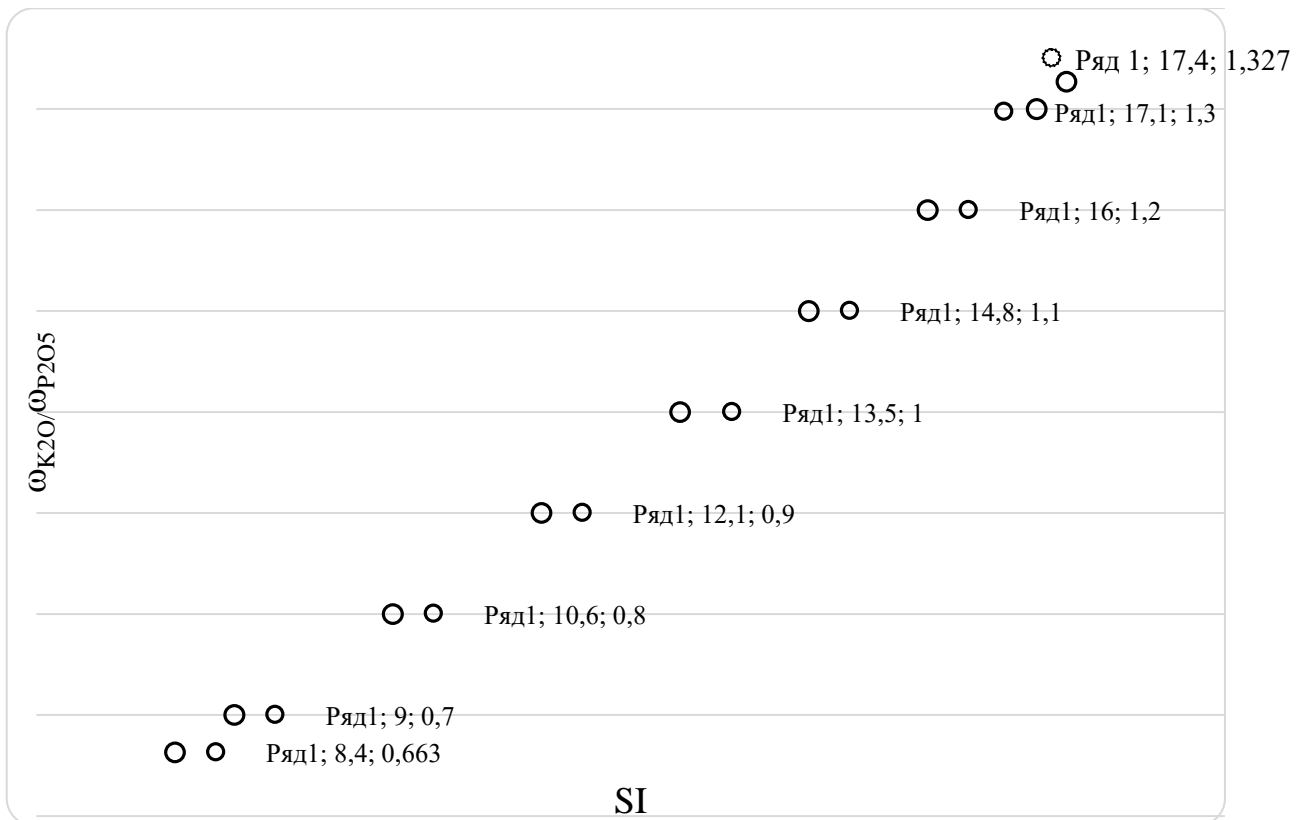 Ряд 1; 17,4; 1,327
Ряд1; 17,1; 1,3
Ряд1; 16; 1,2
Ряд1; 14,8; 1,1
ωK2O/ωP2O5
Ряд1; 13,5; 1
Ряд1; 12,1; 0,9
Ряд1; 10,6; 0,8
Ряд1; 9; 0,7
Ряд1; 8,4; 0,663
SI